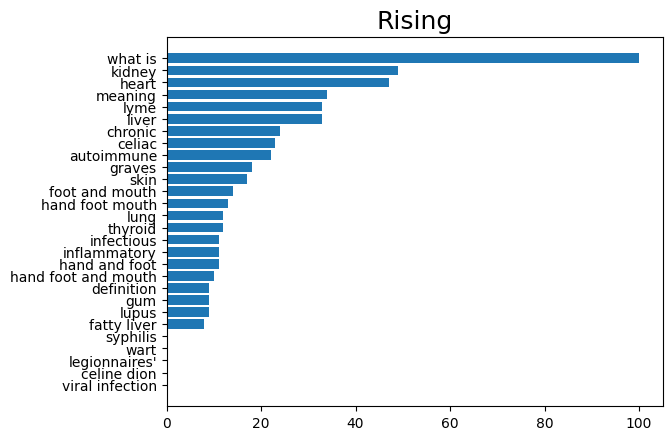 Rising
what is
kidney
heart
meaning
lyme
liver
chronic
celiac
autoimmune
graves
skin
foot and mouth
hand foot mouth
lung
thyroid
infectious
inflammatory
hand and foot
hand foot and mouth
definition
gum
lupus
fatty liver
syphilis
wart
legionnaires'
celine dion
viral infection
0 20 40 60 80 100